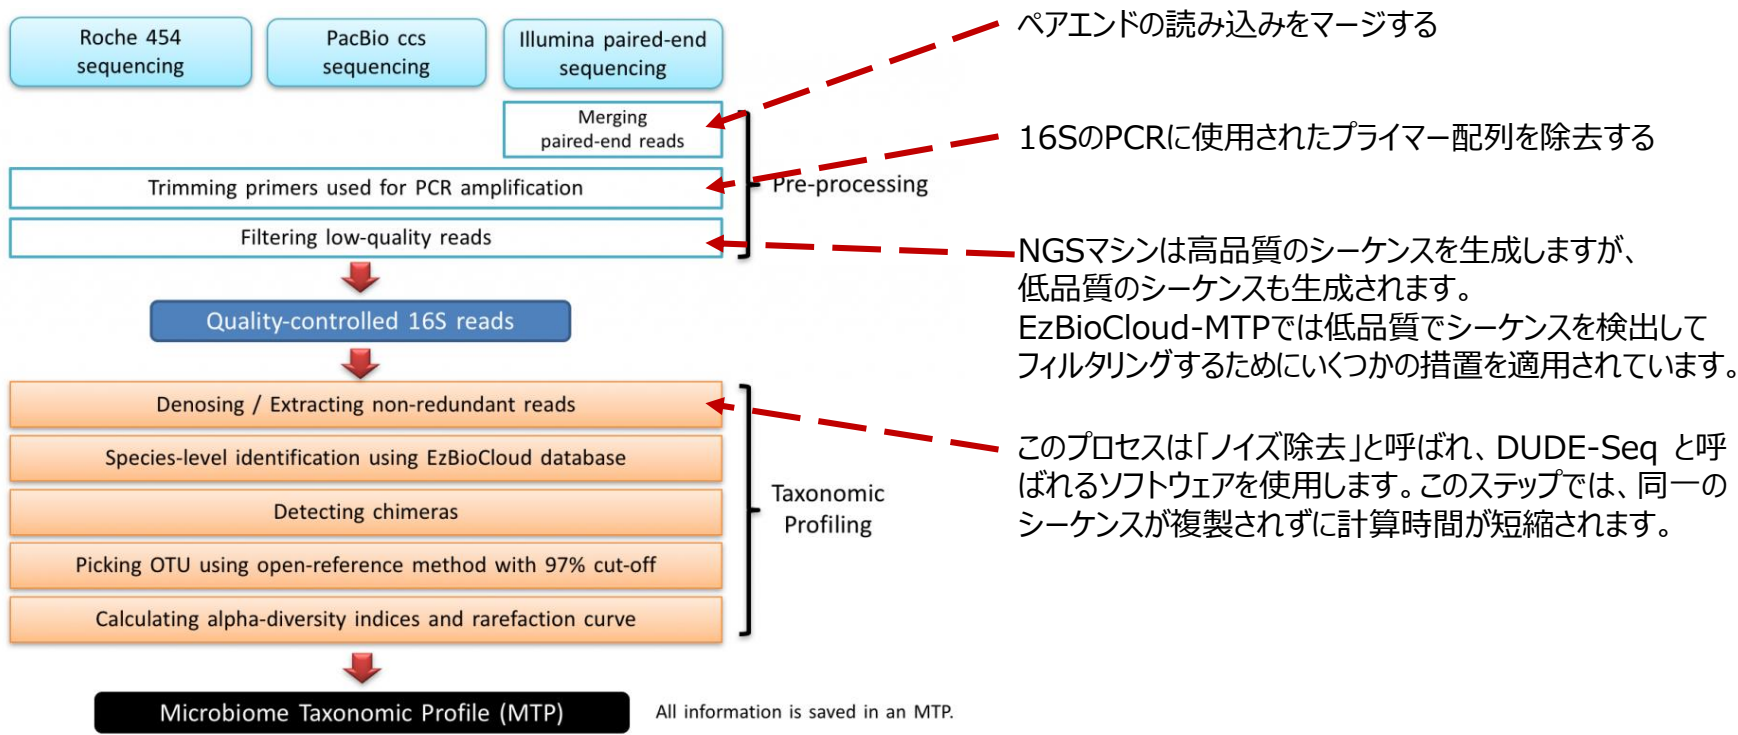 Roche 454
sequencing
PacBio ccs
sequencing
Illumina paired-end
sequencing
Merging
paired-end reads
Trimming primers used for PCR amplification
Filtering low-quality reads
Pre-processing
Quality-controlled 16S reads
Denosing / Extracting non-redundant reads
Species-level identification using EzBioCloud database
Detecting chimeras
Picking OTU using open-reference method with 97% cut-off
Calculating alpha-diversity indices and rarefaction curve
Taxonomic
Profiling
Microbiome Taxonomic Profile (MTP)
All information is saved in an MTP.
ペアエンドの読み込みをマージする
16SのPCRに使用されたプライマー配列を除去する
NGSマシンは高品質のシーケンスを生成しますが、
低品質のシーケンスも生成されます。
EzBioCloud-MTPでは低品質でシーケンスを検出して
フィルタリングするためにいくつかの措置を適用されています。
このプロセスは「ノイズ除去」と呼ばれ、DUDE-Seq と呼
ばれるソフトウェアを使用します。このステップでは、同一の
シーケンスが複製されずに計算時間が短縮されます。